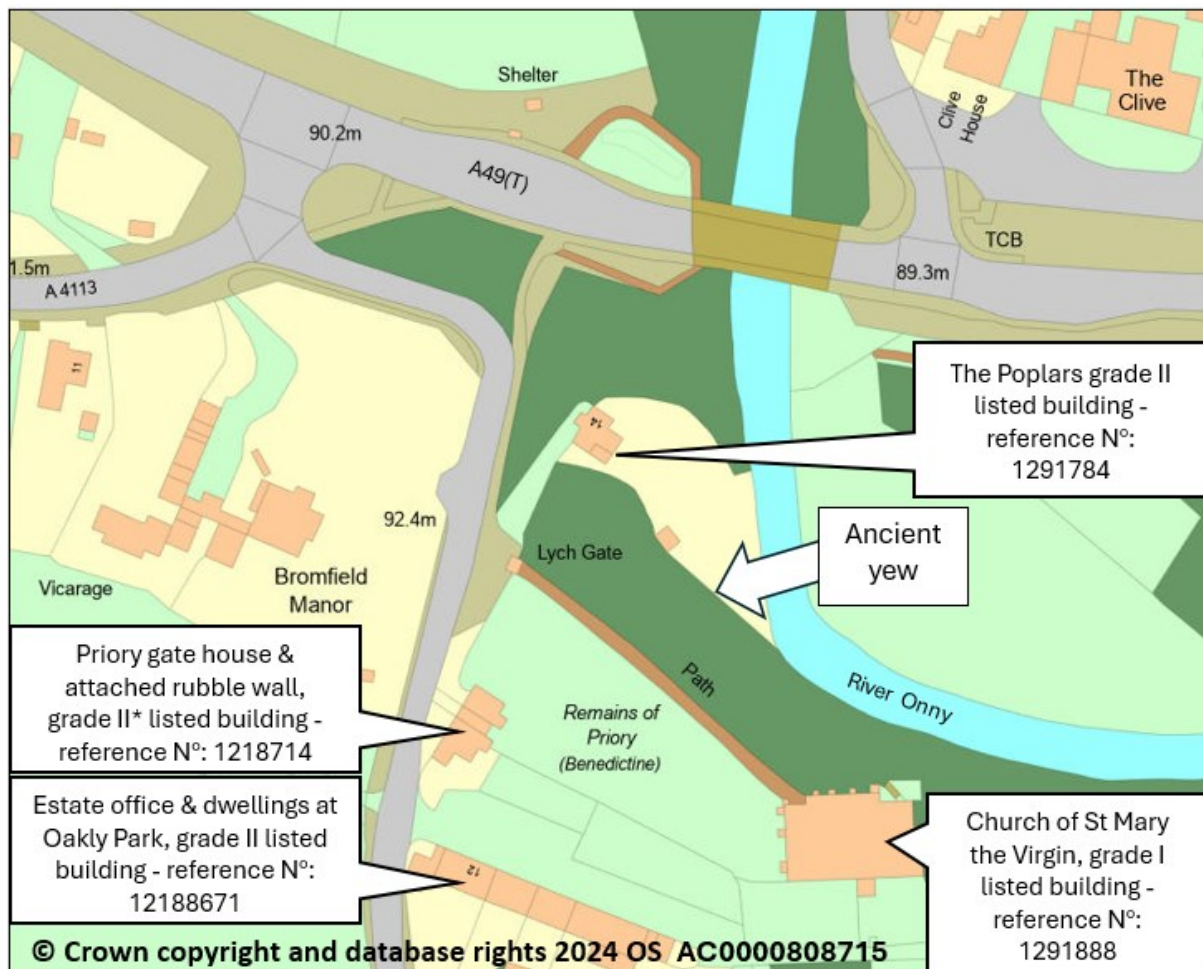 Shelter
The
Clive
Clive
House
90.2m
A49(T)
TCB
89.3m
1.5m
A 4113
11
The Poplars grade II
listed building -
reference Nº:
1291784
14
92.4m
Lych Gate
Ancient
yew
Vicarage
Bromfield
Manor
Priory gate house &
attached rubble wall,
grade II* listed building -
reference Nº: 1218714
Path
River Onny
Remains of
Priory
(Benedictine)
Estate office & dwellings at
Oakly Park, grade II listed
building - reference Nº:
12188671
12
Church of St Mary
the Virgin, grade I
listed building -
reference Nº:
1291888
© Crown copyright and database rights 2024 OS AC0000808715